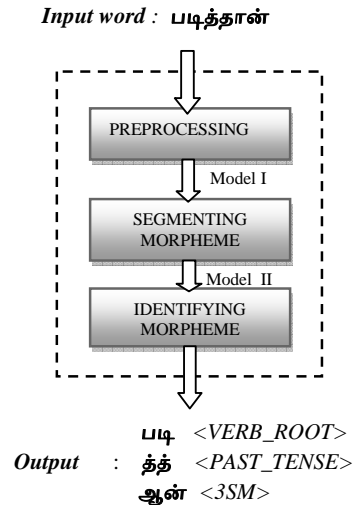 Input word : படித்தான்
PREPROCESSING
Model I
SEGMENTING
MORPHEME
Model II
IDENTIFYING
MORPHEME
படி <VERB_ROOT>
Output : த்த் <PAST_TENSE>
ஆன் <3SM>